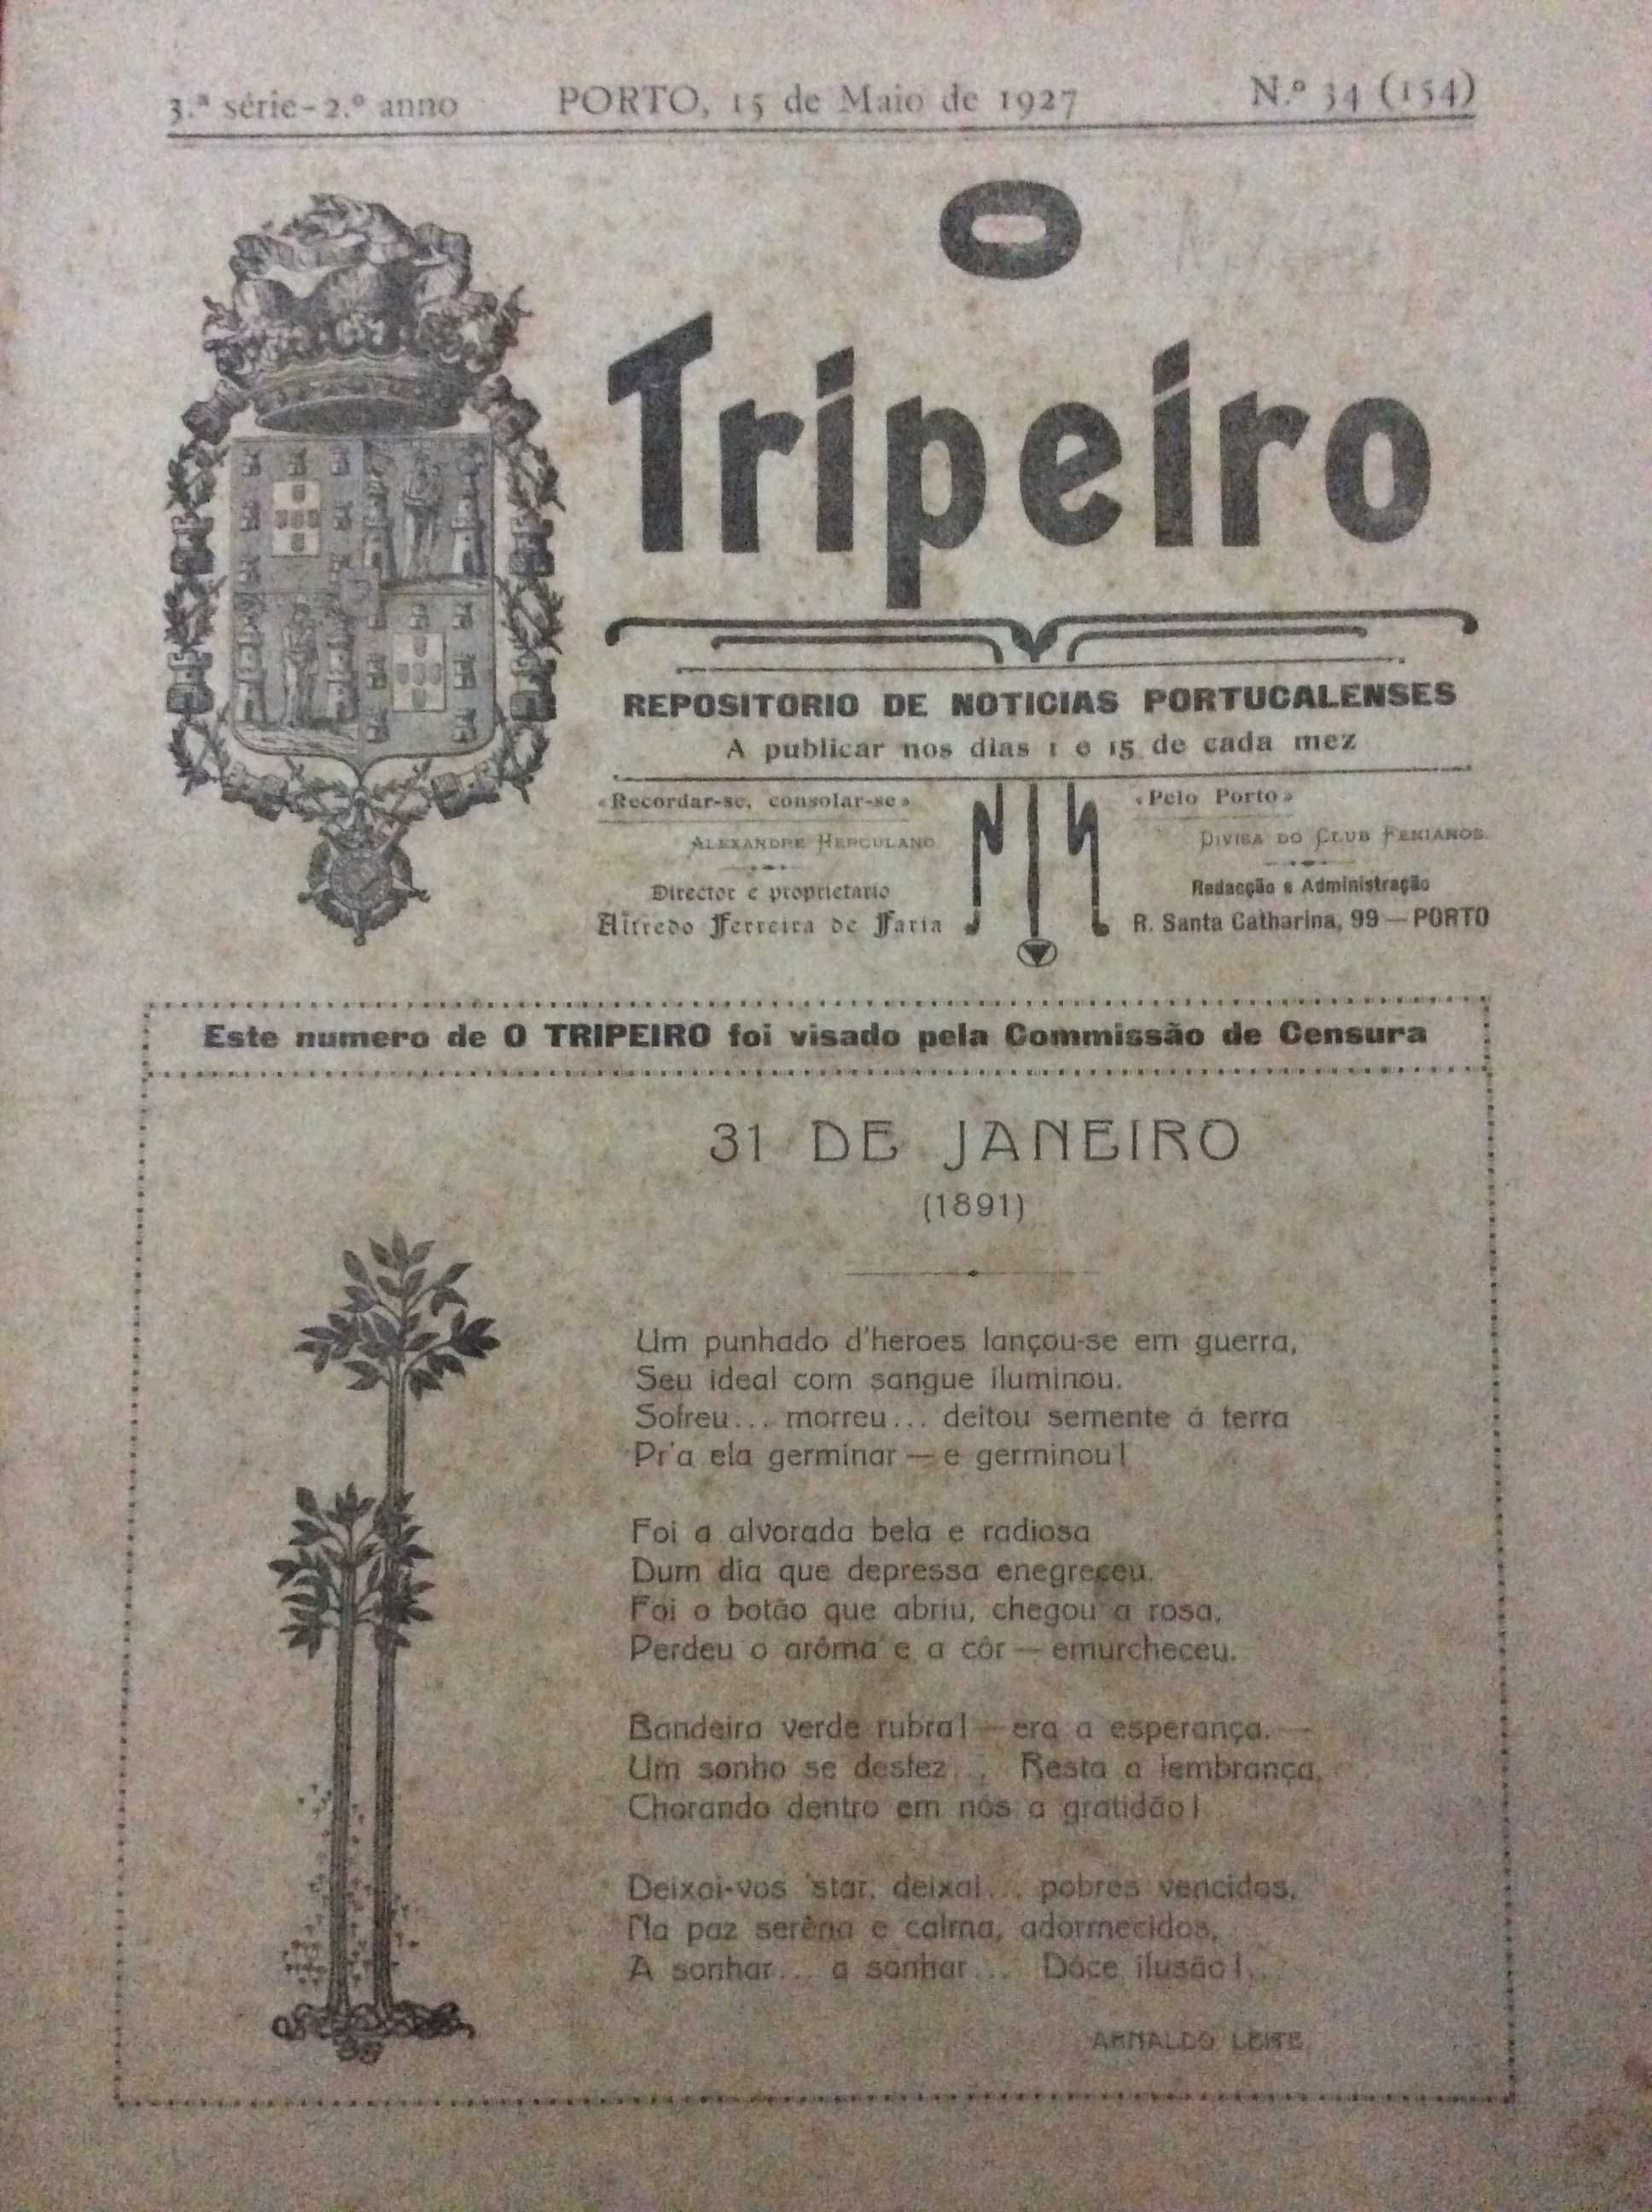 3.ª série - 2.º anno PORTO, 15 de Maio de 1927 N.º 34 (154)
O
Tripeiro
REPOSITORIO DE NOTICIAS PORTUCALENSES
A publicar nos dias 1 e 15 de cada mez
«Recordar-se, consolar-se»
ALEXANDRE HERCULANO
Director e proprietario
Alfredo Ferreira de Faria
«Pelo Porto»
DIVISA DO CLUB FENIANOS
Redacção e Administração
R. Santa Catharina, 99 — PORTO
Este numero de O TRIPEIRO foi visado pela Commissão de Censura
31 DE JANEIRO
(1891)
Um punhado d'heroes lançou-se em guerra,
Seu ideal com sangue iluminou.
Sofreu... morreu... deitou semente á terra
Pr'a ela germinar — e germinou!
Foi a alvorada bela e radiosa
Dum dia que depressa enegreceu.
Foi o botão que abriu, chegou a rosa,
Perdeu o arôma e a côr — emurcheceu.
Bandeira verde rubra! — era a esperança. —
Um sonho se desfez... Resta a lembrança,
Chorando dentro em nós a gratidão!
Deixai-vos 'star, deixai... pobres vencidos,
Na paz serêna e calma, adormecidos,
A sonhar... a sonhar... Dôce ilusão!..
ARNALDO LEITE